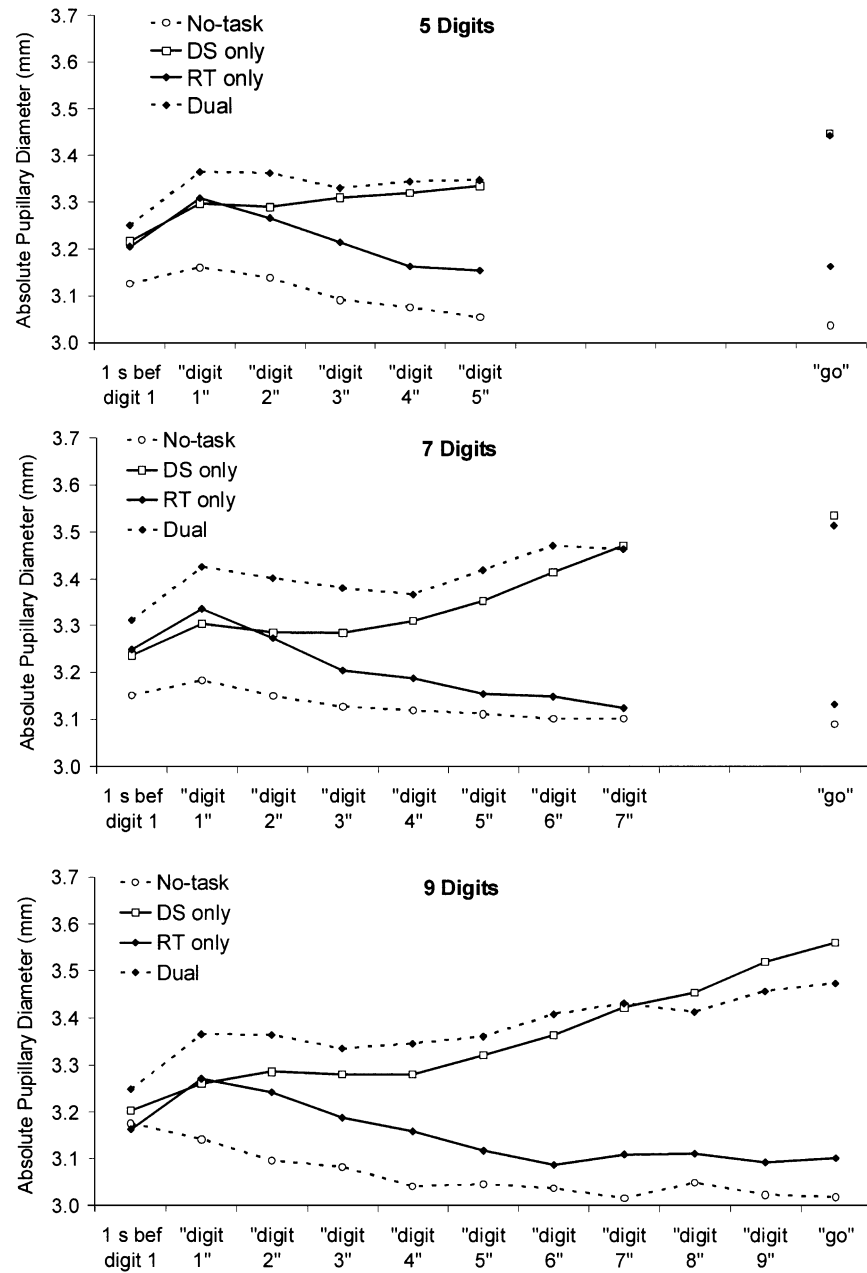 5 Digits
No-task
DS only
RT only
Dual
Absolute Pupillary Diameter (mm)
3.7
3.6
3.5
3.4
3.3
3.2
3.1
3.0
1 s bef "digit "digit "digit "digit "digit "go"
digit 1 1" 2" 3" 4" 5"
7 Digits
No-task
DS only
RT only
Dual
Absolute Pupillary Diameter (mm)
3.7
3.6
3.5
3.4
3.3
3.2
3.1
3.0
1 s bef "digit "digit "digit "digit "digit "digit "digit "go"
digit 1 1" 2" 3" 4" 5" 6" 7"
9 Digits
No-task
DS only
RT only
Dual
Absolute Pupillary Diameter (mm)
3.7
3.6
3.5
3.4
3.3
3.2
3.1
3.0
1 s bef "digit "digit "digit "digit "digit "digit "digit "digit "digit "go"
digit 1 1" 2" 3" 4" 5" 6" 7" 8" 9"